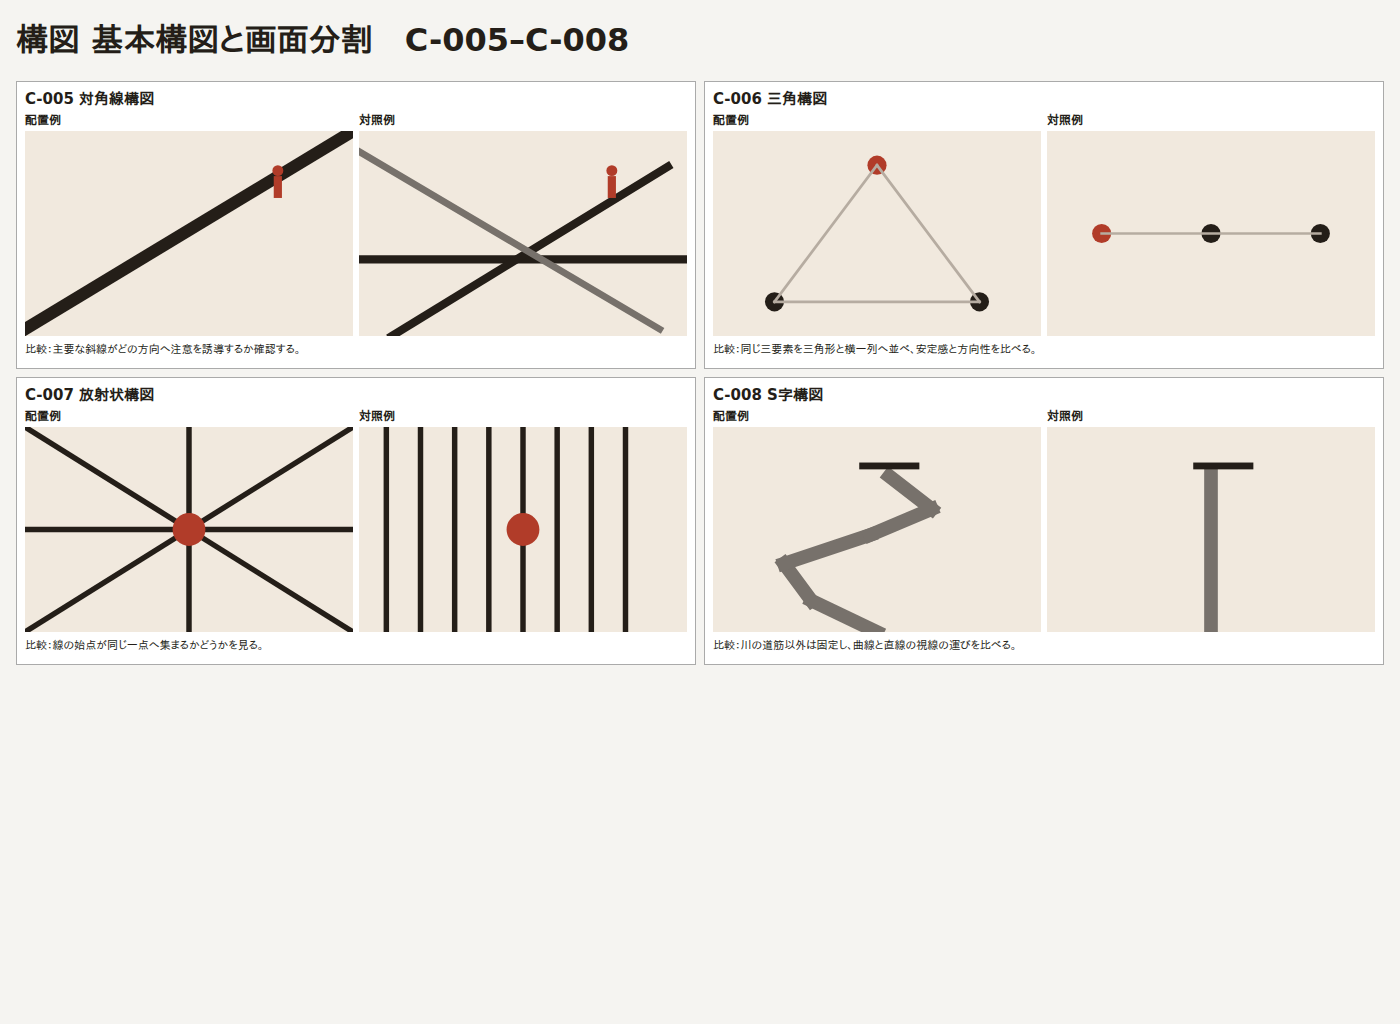 構図 基本構図と画面分割　C-005–C-008
C-005 対角線構図
配置例
対照例
比較：主要な斜線がどの方向へ注意を誘導するか確認する。
C-006 三角構図
配置例
対照例
比較：同じ三要素を三角形と横一列へ並べ、安定感と方向性を比べる。
C-007 放射状構図
配置例
対照例
比較：線の始点が同じ一点へ集まるかどうかを見る。
C-008 S字構図
配置例
対照例
比較：川の道筋以外は固定し、曲線と直線の視線の運びを比べる。